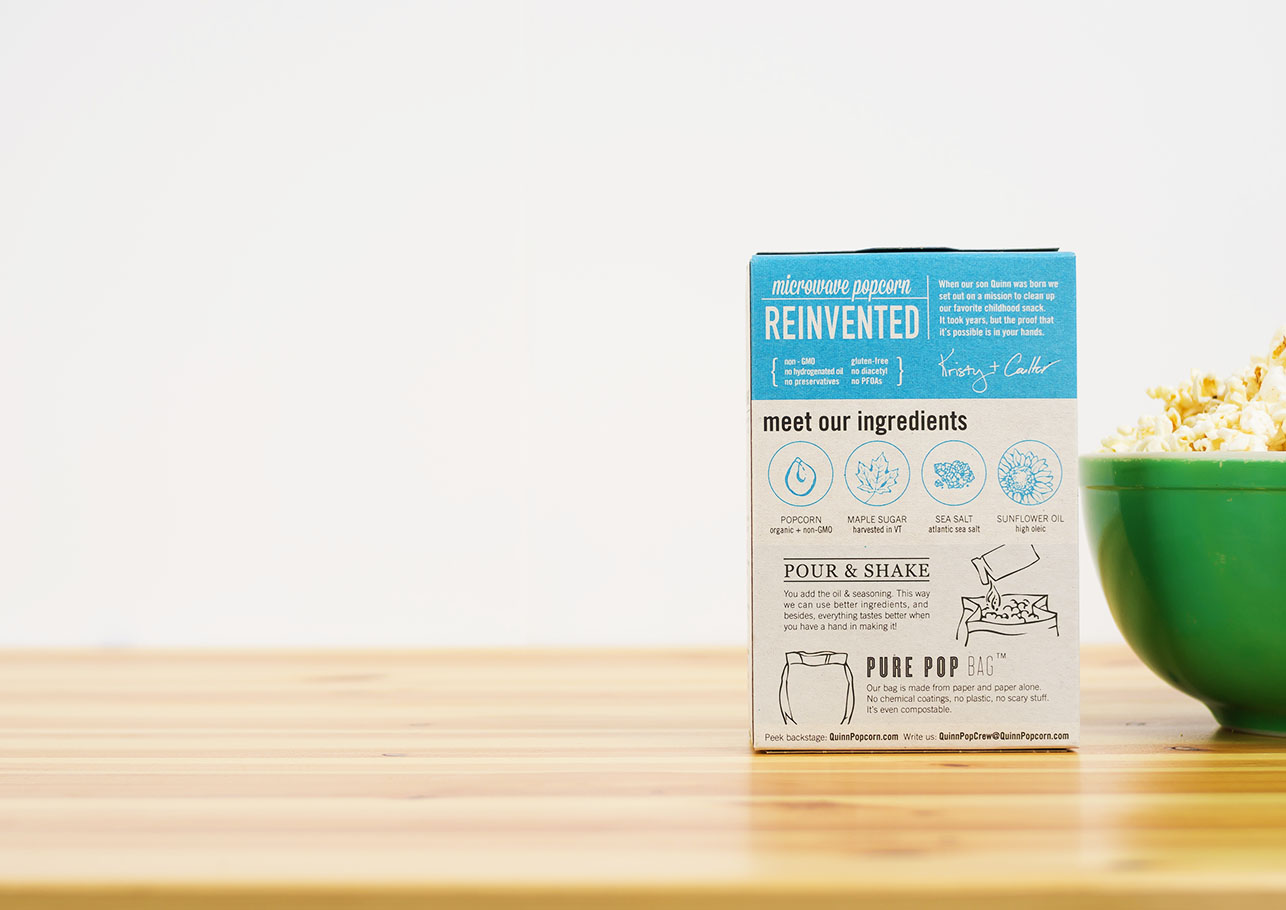 microwave popcorn
REINVENTED
{ non - GMO gluten-free }
no hydrogenated oil no diacetyl
no preservatives no PFOAs
When our son Quinn was born we
set out on a mission to clean up
our favorite childhood snack.
It took years, but the proof that
it's possible is in your hands.
Kristy + Coulter
meet our ingredients
POPCORN
organic + non-GMO
MAPLE SUGAR
harvested in VT
SEA SALT
atlantic sea salt
SUNFLOWER OIL
high oleic
POUR & SHAKE
You add the oil & seasoning. This way
we can use better ingredients, and
besides, everything tastes better when
you have a hand in making it!
PURE POP BAG™
Our bag is made from paper and paper alone.
No chemical coatings, no plastic, no scary stuff.
It's even compostable.
Peek backstage: QuinnPopcorn.com Write us: QuinnPopCrew@QuinnPopcorn.com